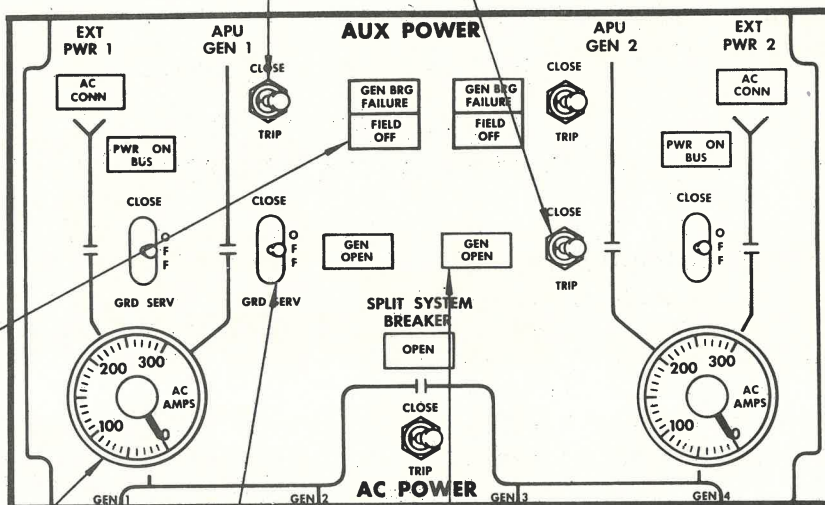 EXT
PWR 1
APU
GEN 1
AUX POWER
APU
GEN 2
EXT
PWR 2
AC
CONN
CLOSE
TRIP
GEN BRG
FAILURE
FIELD
OFF
GEN BRG
FAILURE
FIELD
OFF
CLOSE
TRIP
AC
CONN
PWR ON
BUS
PWR ON
BUS
CLOSE
OFF
GRD SERV
CLOSE
OFF
GRD SERV
GEN
OPEN
GEN
OPEN
CLOSE
TRIP
CLOSE
OFF
GRD SERV
SPLIT SYSTEM
BREAKER
OPEN
300
200
100
0
AC
AMPS
300
200
100
0
AC
AMPS
CLOSE
TRIP
AC POWER
GEN 1
GEN 2
GEN 3
GEN 4